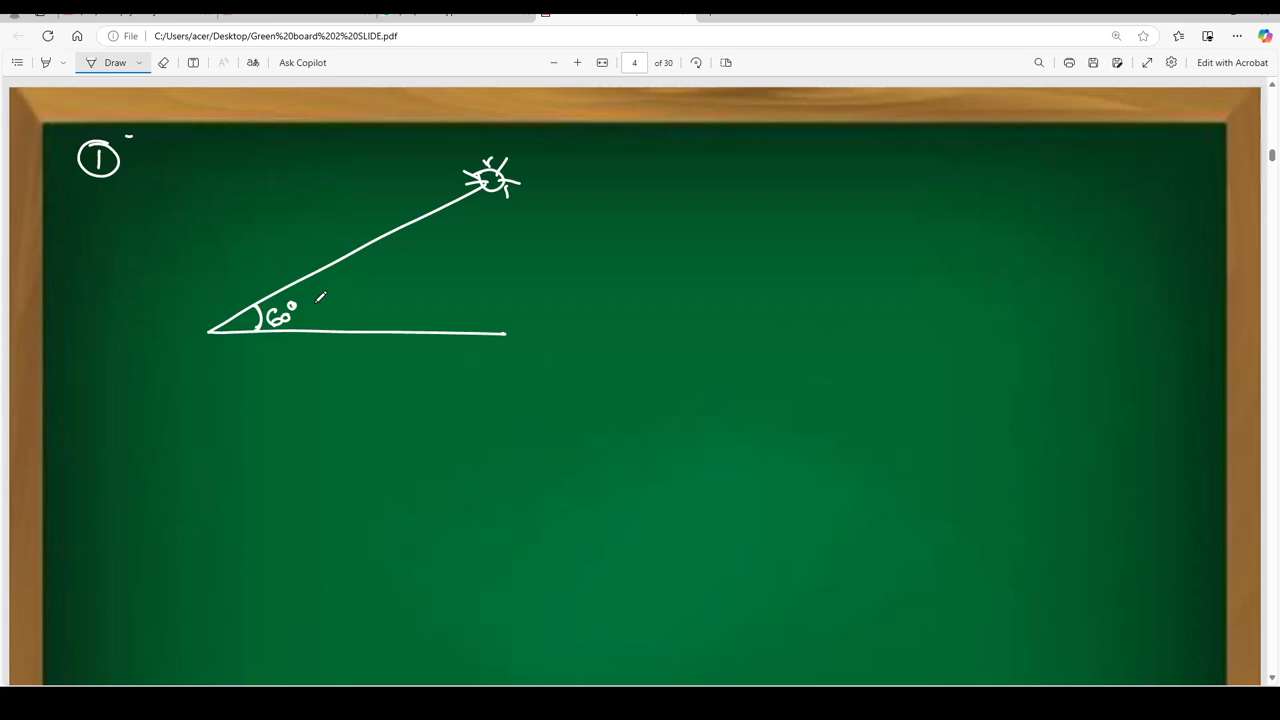 File
C:/Users/acer/Desktop/Green%20board%202%20SLIDE.pdf
Draw
Ask Copilot
4 of 30
Edit with Acrobat
1
60°